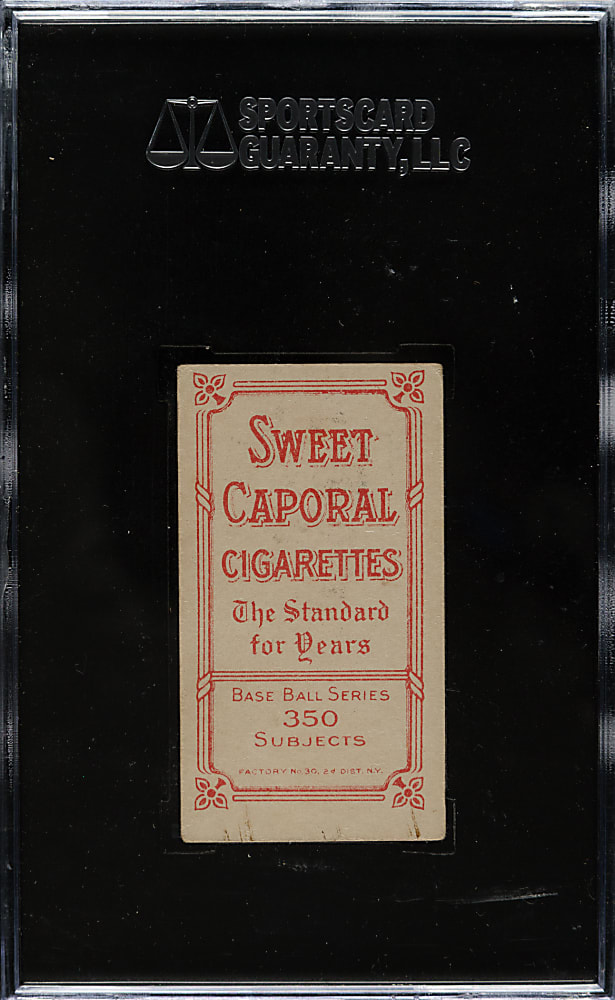 SPORTSCARD
GUARANTY, LLC
SWEET
CAPORAL
CIGARETTES
The Standard
for Years
BASE BALL SERIES
350
SUBJECTS
FACTORY No. 30, 2d DIST. N.Y.